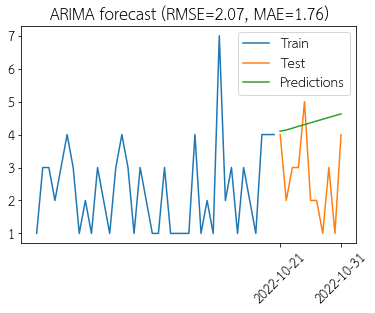 ARIMA forecast (RMSE=2.07, MAE=1.76)
7
6
5
4
3
2
1
Train
Test
Predictions
2022-10-21
2022-10-31